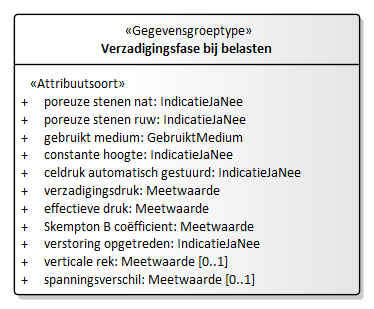 «Gegevensgroeptype»
Verzadigingsfase bij belasten
«Attribuutsoort»
+ poreuze stenen nat: IndicatieJaNee
+ poreuze stenen ruw: IndicatieJaNee
+ gebruikt medium: GebruiktMedium
+ constante hoogte: IndicatieJaNee
+ celdruk automatisch gestuurd: IndicatieJaNee
+ verzadigingsdruk: Meetwaarde
+ effectieve druk: Meetwaarde
+ Skempton B coëfficient: Meetwaarde
+ verstoring opgetreden: IndicatieJaNee
+ verticale rek: Meetwaarde [0..1]
+ spanningsverschil: Meetwaarde [0..1]